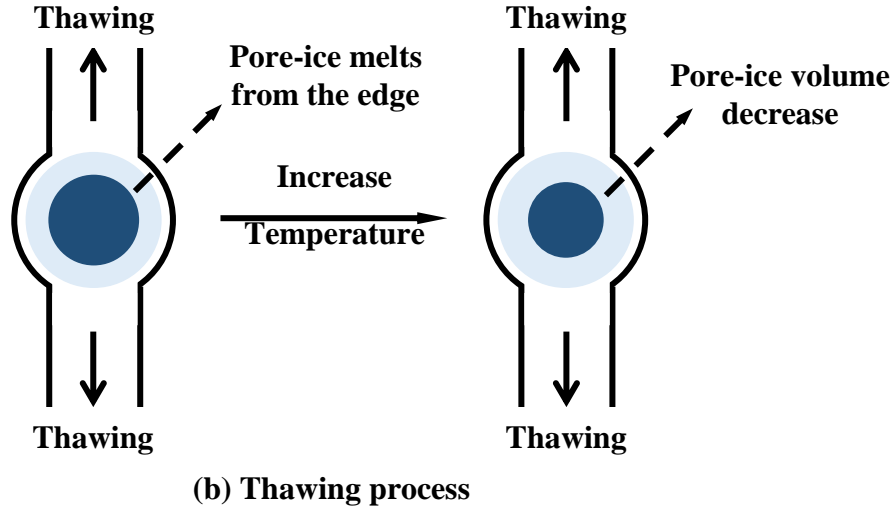 Thawing
Thawing
Pore-ice melts
from the edge
Pore-ice volume
decrease
Increase
Temperature
Thawing
Thawing
(b) Thawing process